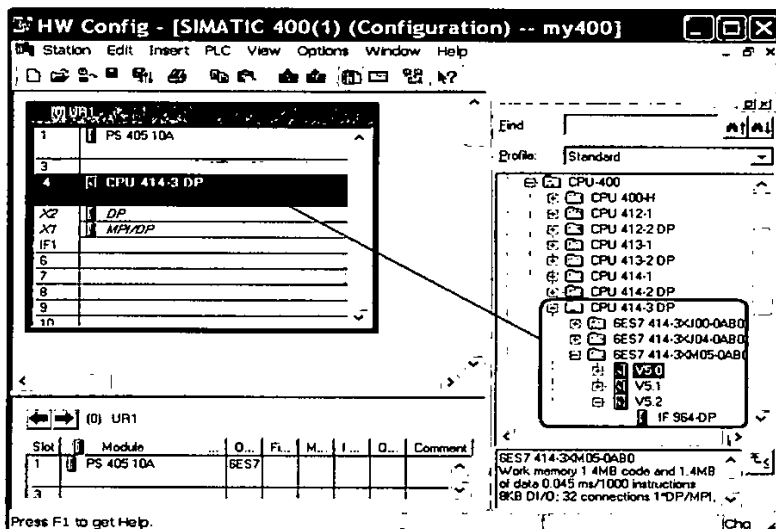 HW Config - [SIMATIC 400(1) (Configuration) -- my400]
Station Edit Insert PLC View Options Window Help
(0) UR1
1 PS 405 10A
3
4 CPU 414-3 DP
X2 DP
X1 MPI/DP
IF1
6
7
8
9
10
Find
Profile: Standard
CPU-400
CPU 400-H
CPU 412-1
CPU 412-2 DP
CPU 413-1
CPU 413-2 DP
CPU 414-1
CPU 414-2 DP
CPU 414-3 DP
6ES7 414-3XJ00-0AB0
6ES7 414-3XJ04-0AB0
6ES7 414-3XM05-0AB0
V5.0
V5.1
V5.2
IF 964-DP
(0) UR1
Slot Module ... O... Fi... M... I... O... Comment
1 PS 405 10A 6ES7
3
6ES7 414-3XM05-0AB0
Work memory 1.4MB code and 1.4MB
of data 0.045 ms/1000 instructions
8KB DI/O; 32 connections 1*DP/MPI,
Press F1 to get Help.
Chg